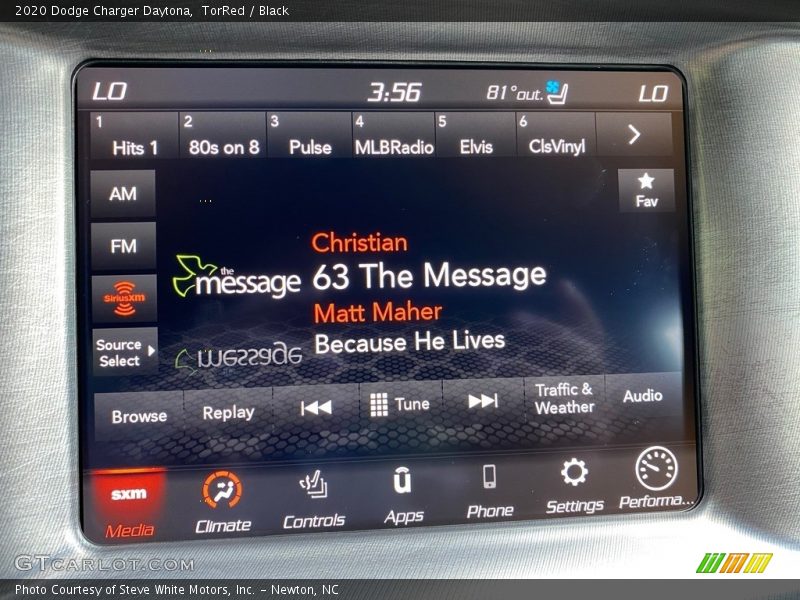 2020 Dodge Charger Daytona, TorRed / Black
LO 3:56 81°out. LO
1 Hits 1
2 80s on 8
3 Pulse
4 MLBRadio
5 Elvis
6 ClsVinyl
AM
Fav
FM
Christian
the message
63 The Message
SiriusXM
Matt Maher
Source Select
Because He Lives
message
Browse Replay Tune Traffic & Weather Audio
sxm
Media Climate Controls Apps Phone Settings Performa...
ū
GTCarLot.com
Photo Courtesy of Steve White Motors, Inc. – Newton, NC